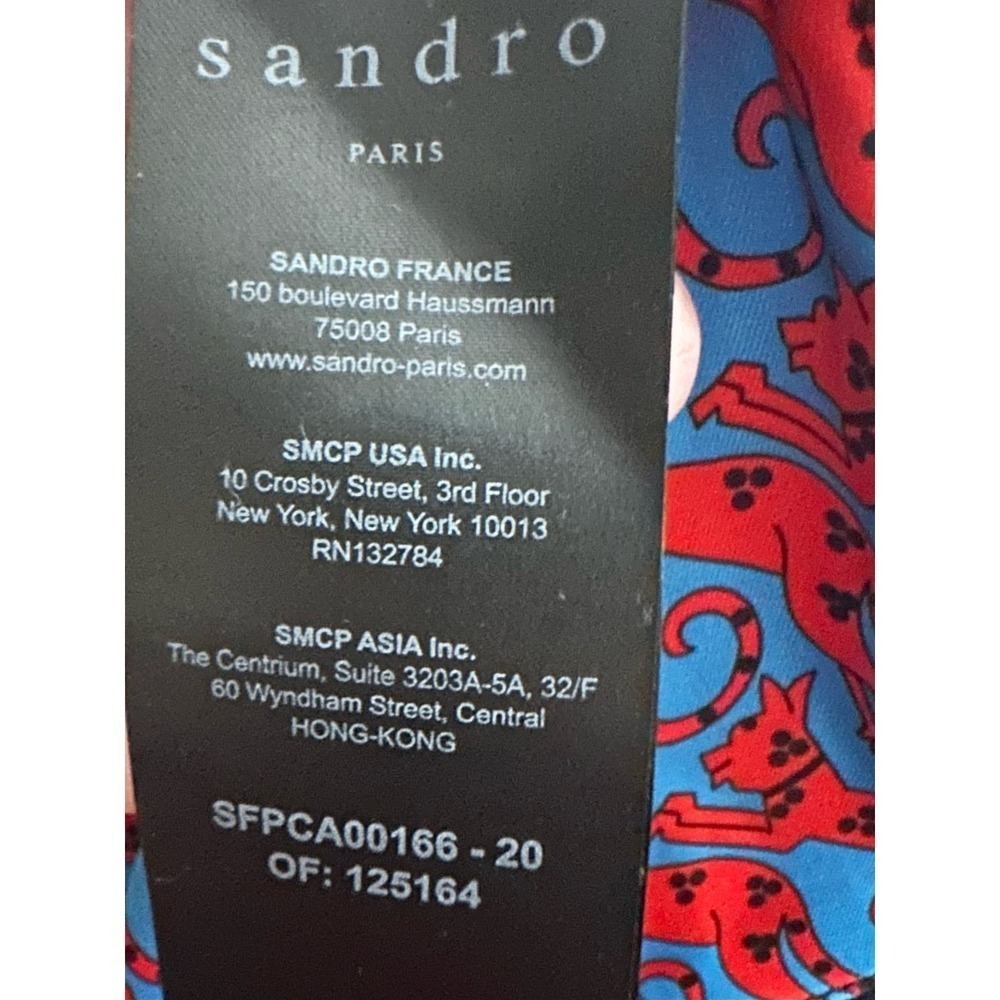 sandro
PARIS
SANDRO FRANCE
150 boulevard Haussmann
75008 Paris
www.sandro-paris.com
SMCP USA Inc.
10 Crosby Street, 3rd Floor
New York, New York 10013
RN132784
SMCP ASIA Inc.
The Centrium, Suite 3203A-5A, 32/F
60 Wyndham Street, Central
HONG-KONG
SFPCA00166 - 20
OF: 125164